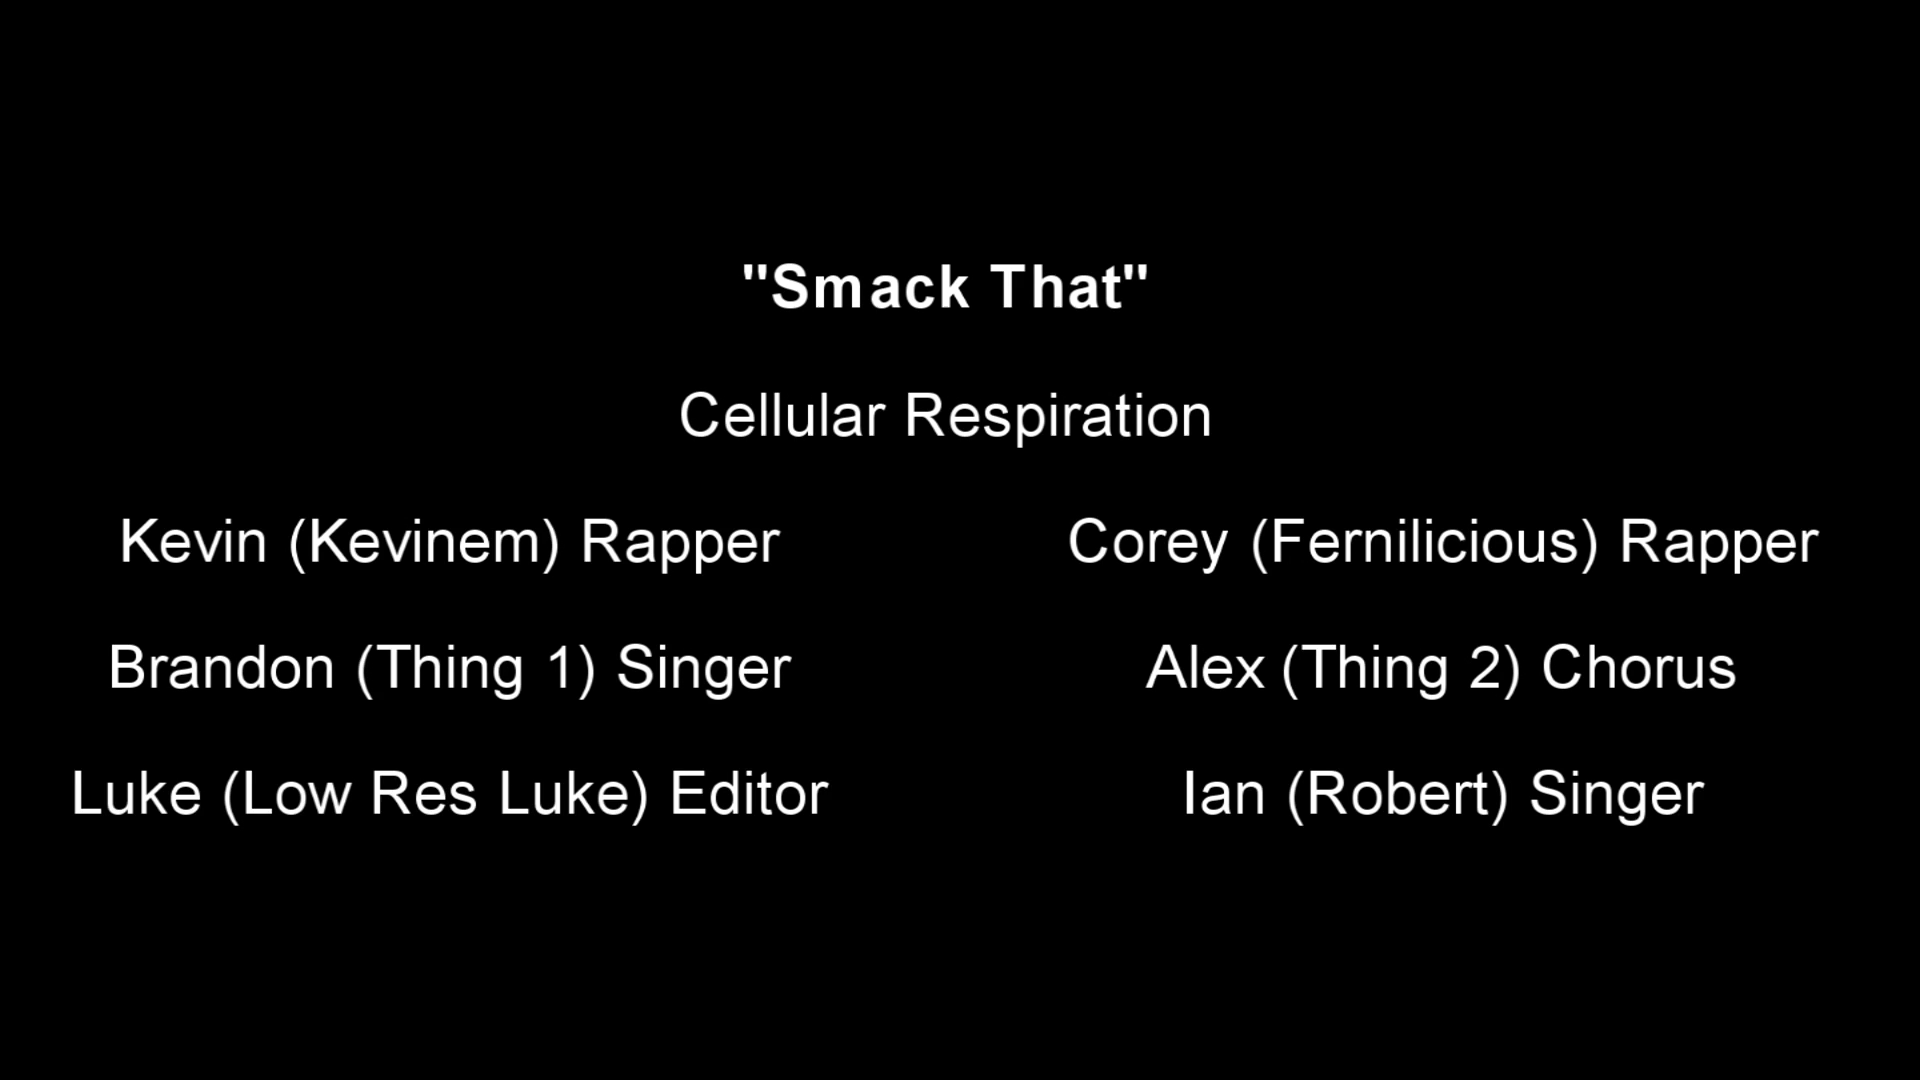 "Smack That"
Cellular Respiration
Kevin (Kevinem) Rapper
Corey (Fernilicious) Rapper
Brandon (Thing 1) Singer
Alex (Thing 2) Chorus
Luke (Low Res Luke) Editor
Ian (Robert) Singer